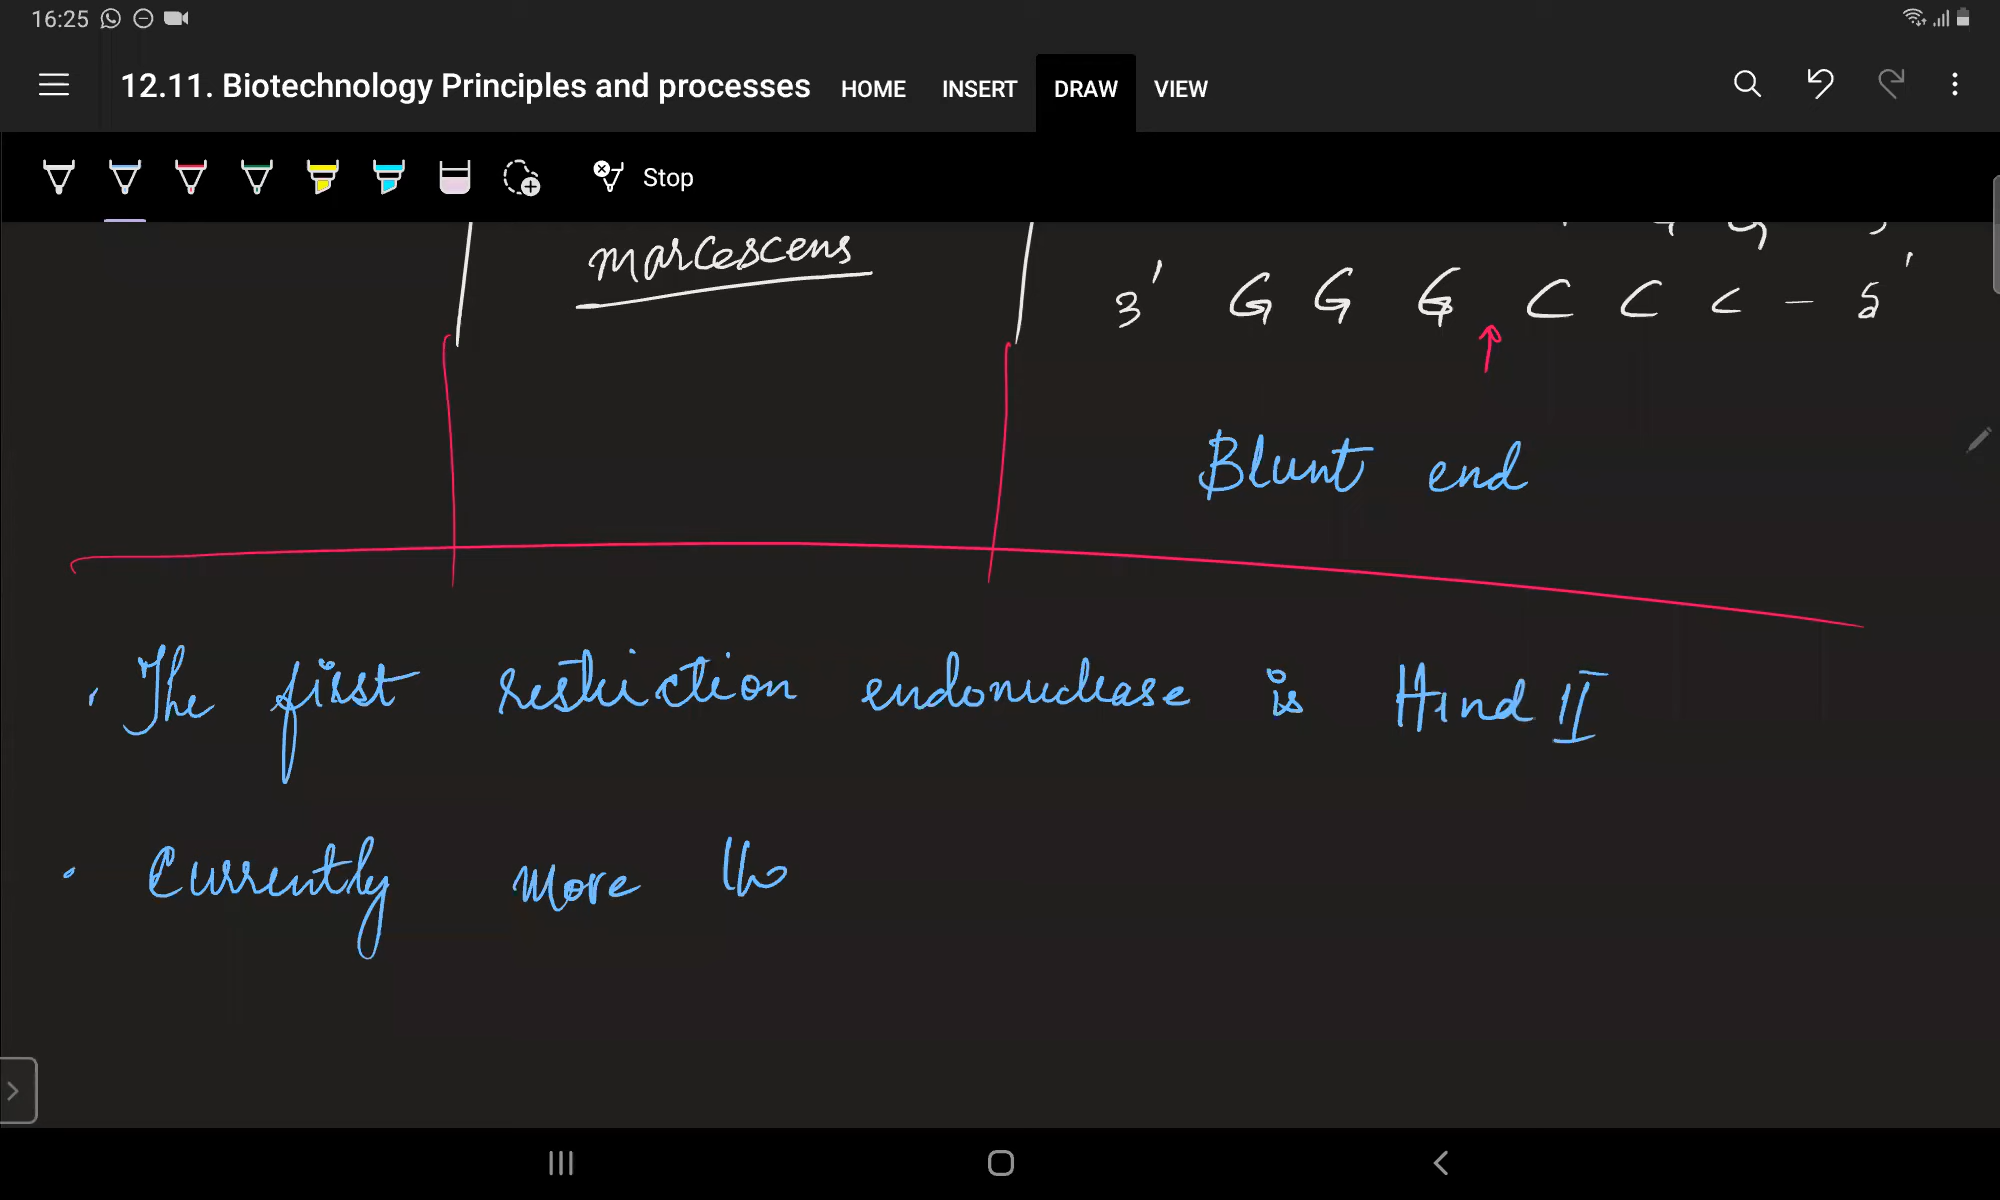 16:25
12.11. Biotechnology Principles and processes HOME INSERT DRAW VIEW
Stop
marcescens
3' G G G C C C - 5'
Blunt end
. The first restriction endonuclease is Hind II
. Currently more tho